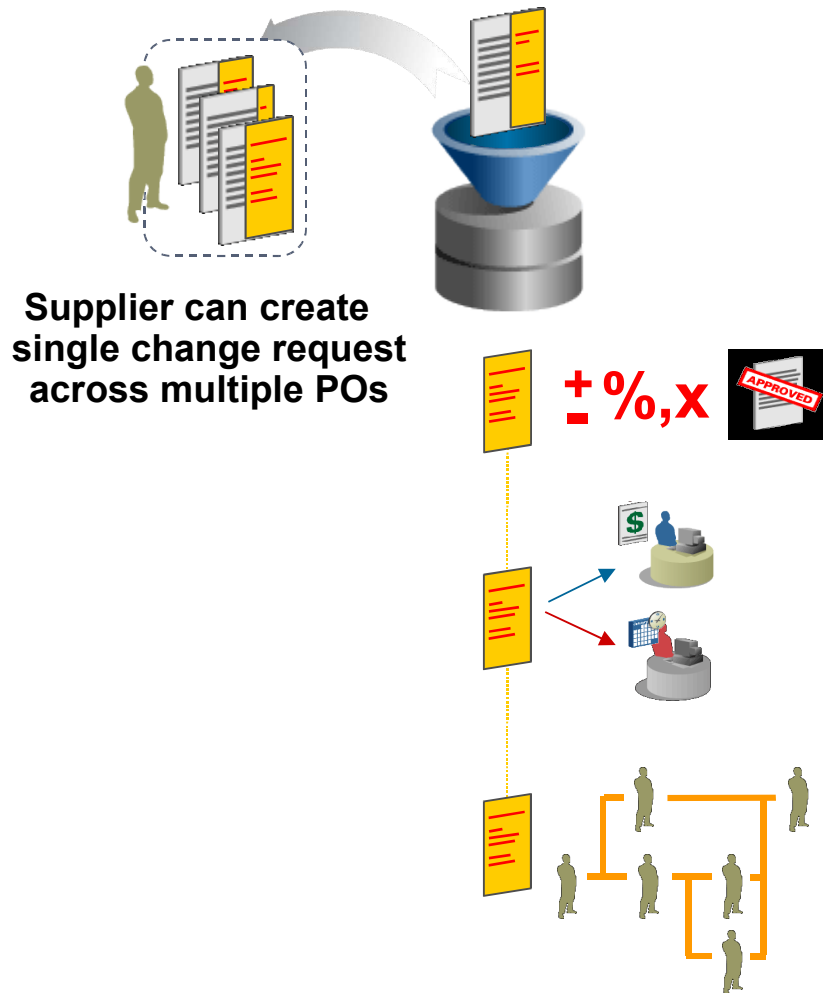 Supplier can create
single change request
across multiple POs
± %,x
APPROVED
$